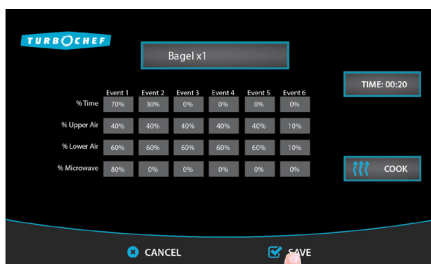 TURBOCHEF
Bagel x1
TIME: 00:20
Event 1 Event 2 Event 3 Event 4 Event 5 Event 6
% Time 70% 30% 0% 0% 0% 0%
% Upper Air 40% 40% 40% 40% 40% 10%
% Lower Air 60% 60% 60% 60% 60% 10%
% Microwave 80% 0% 0% 0% 0% 0%
COOK
CANCEL SAVE